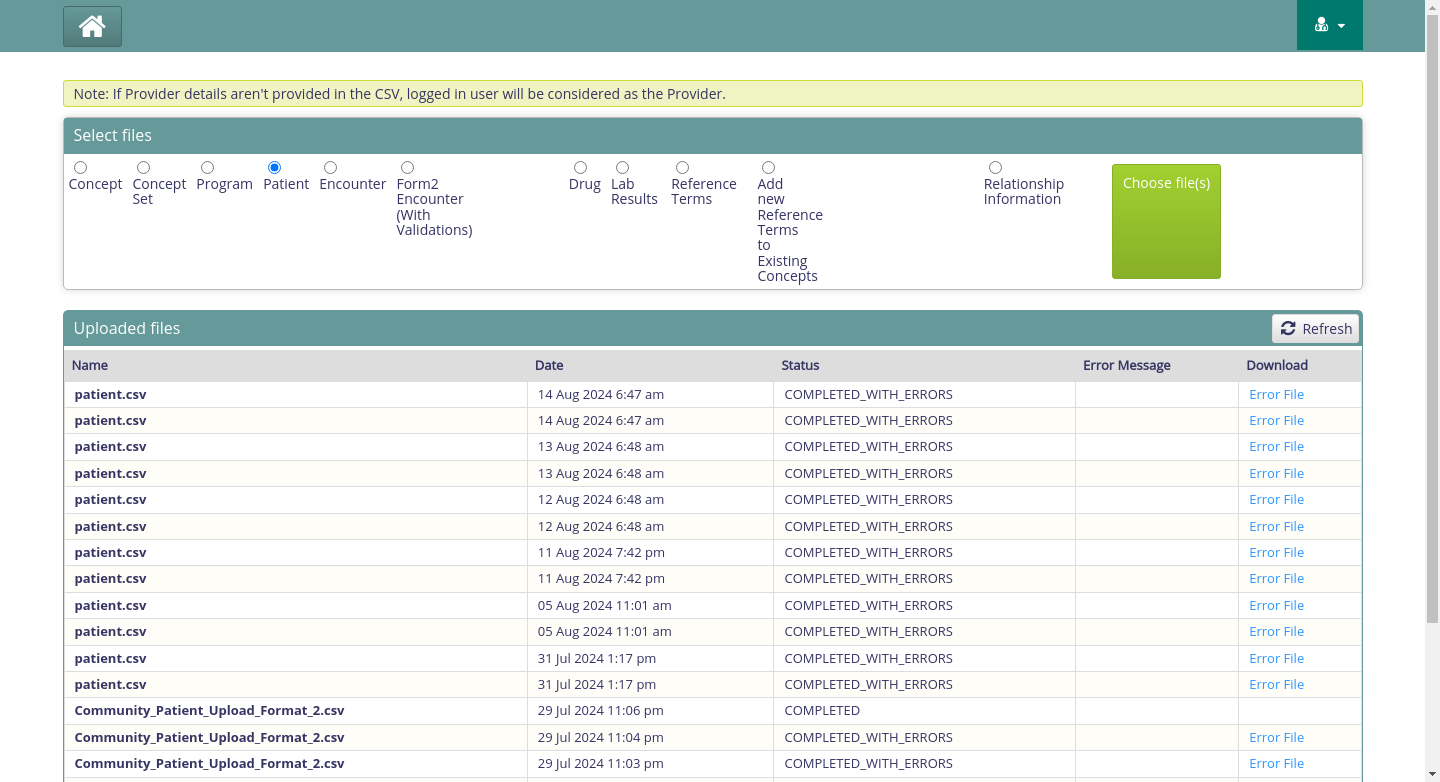 Note: If Provider details aren't provided in the CSV, logged in user will be considered as the Provider.
Select files
Concept
Concept
Set
Program
Patient
Encounter
Form2
Encounter
(With
Validations)
Drug
Lab
Results
Reference
Terms
Add
new
Reference
Terms
to
Existing
Concepts
Relationship
Information
Choose file(s)
Uploaded files
Refresh
Name Date Status Error Message Download
patient.csv 14 Aug 2024 6:47 am COMPLETED_WITH_ERRORS Error File
patient.csv 14 Aug 2024 6:47 am COMPLETED_WITH_ERRORS Error File
patient.csv 13 Aug 2024 6:48 am COMPLETED_WITH_ERRORS Error File
patient.csv 13 Aug 2024 6:48 am COMPLETED_WITH_ERRORS Error File
patient.csv 12 Aug 2024 6:48 am COMPLETED_WITH_ERRORS Error File
patient.csv 12 Aug 2024 6:48 am COMPLETED_WITH_ERRORS Error File
patient.csv 11 Aug 2024 7:42 pm COMPLETED_WITH_ERRORS Error File
patient.csv 11 Aug 2024 7:42 pm COMPLETED_WITH_ERRORS Error File
patient.csv 05 Aug 2024 11:01 am COMPLETED_WITH_ERRORS Error File
patient.csv 05 Aug 2024 11:01 am COMPLETED_WITH_ERRORS Error File
patient.csv 31 Jul 2024 1:17 pm COMPLETED_WITH_ERRORS Error File
patient.csv 31 Jul 2024 1:17 pm COMPLETED_WITH_ERRORS Error File
Community_Patient_Upload_Format_2.csv 29 Jul 2024 11:06 pm COMPLETED
Community_Patient_Upload_Format_2.csv 29 Jul 2024 11:04 pm COMPLETED_WITH_ERRORS Error File
Community_Patient_Upload_Format_2.csv 29 Jul 2024 11:03 pm COMPLETED_WITH_ERRORS Error File